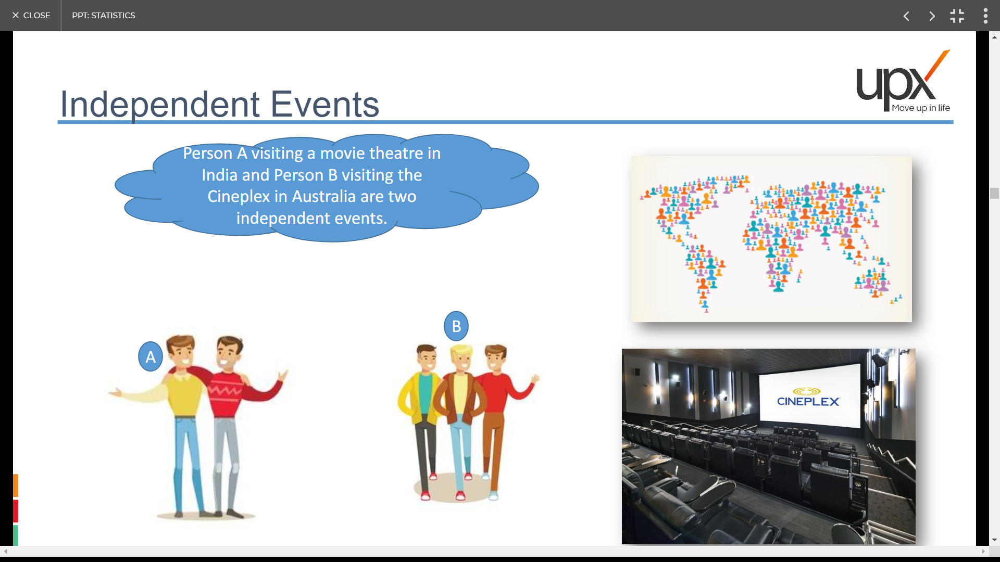 CLOSE
PPT: STATISTICS
upx
Move up in life
Independent Events
Person A visiting a movie theatre in
India and Person B visiting the
Cineplex in Australia are two
independent events.
A
B
CINEPLEX